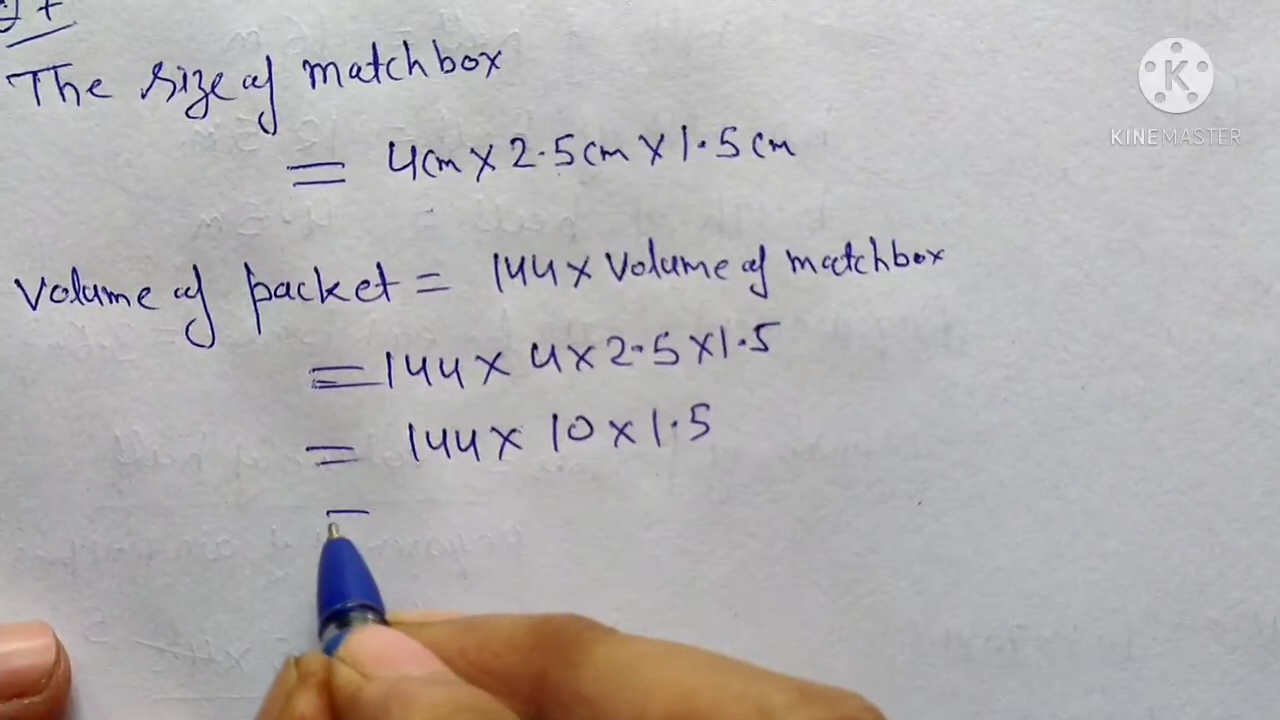 The size of matchbox
= 4cm × 2.5cm × 1.5cm
Volume of packet = 144 × Volume of matchbox
= 144 × 4 × 2.5 × 1.5
= 144 × 10 × 1.5
KINEMASTER